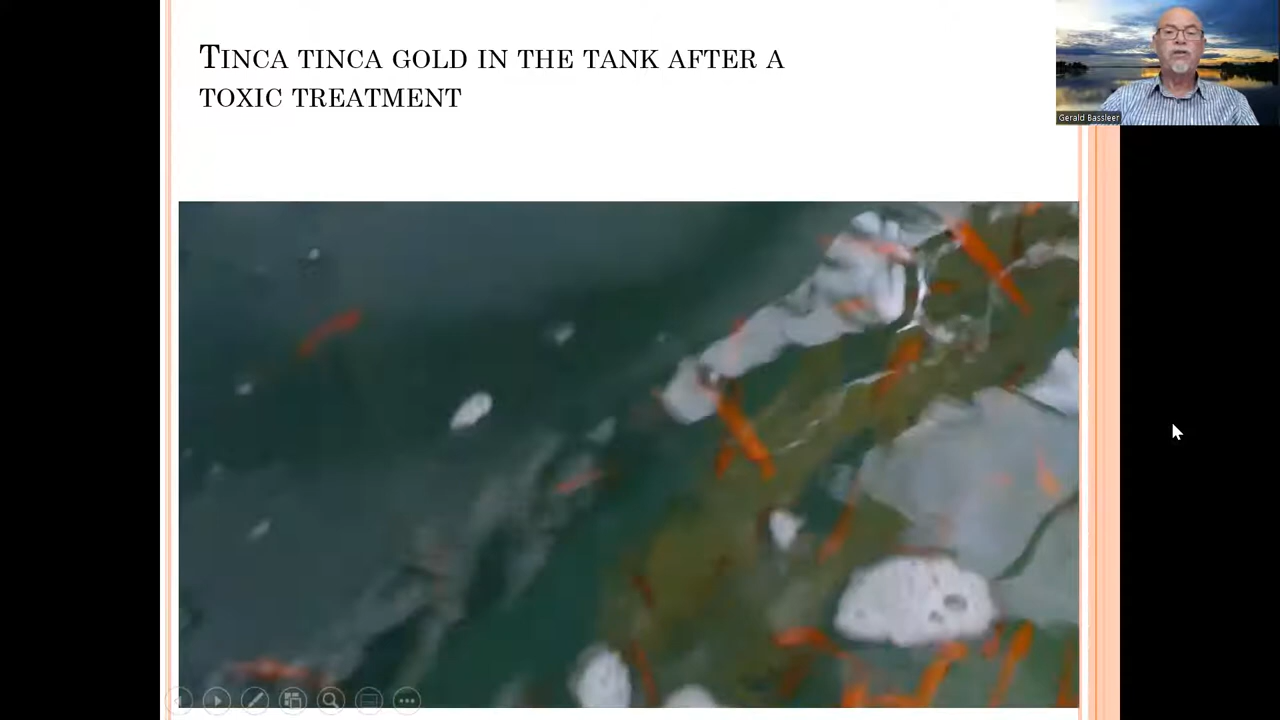 TINCA TINCA GOLD IN THE TANK AFTER A
TOXIC TREATMENT
Gerald Bassleer